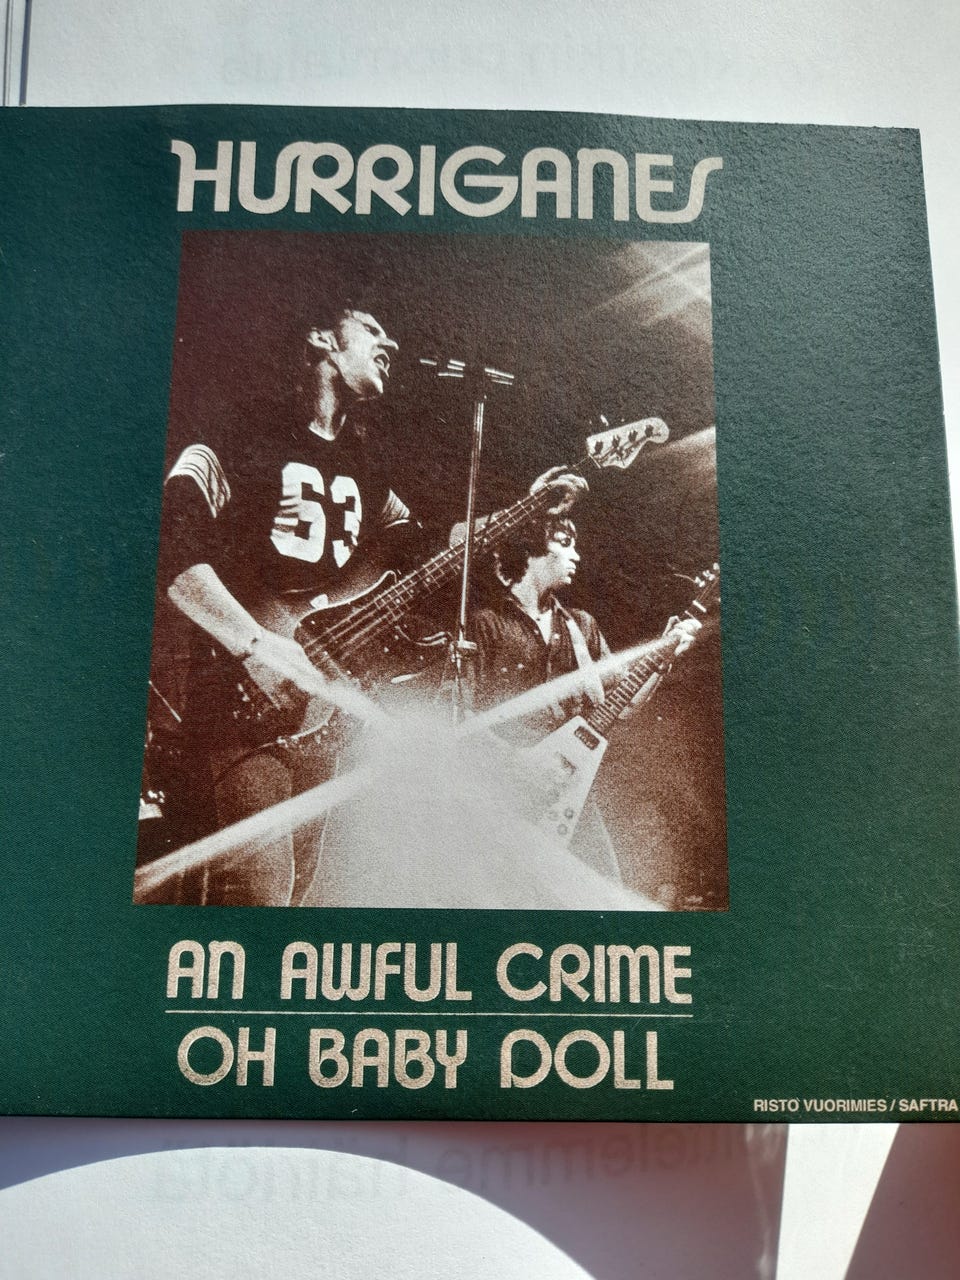 HURRIGANES
63
AN AWFUL CRIME
OH BABY DOLL
RISTO VUORIMIES / SAFTRA